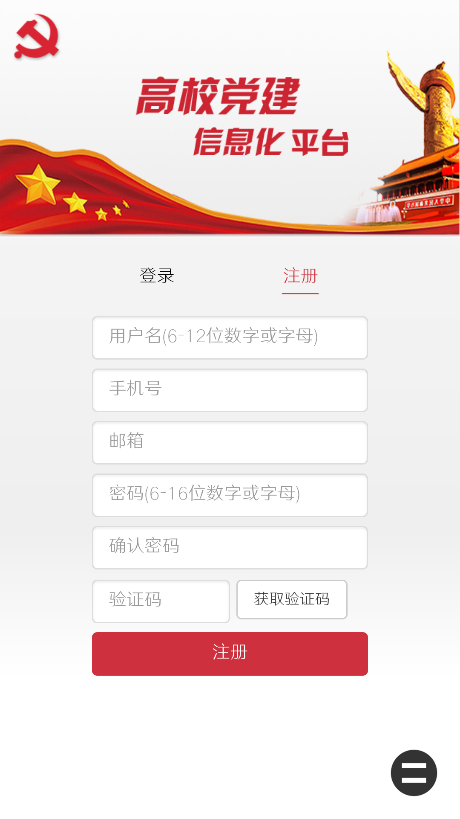 高校党建
信息化 平台
登录 注册
用户名(6-12位数字或字母)
手机号
邮箱
密码(6-16位数字或字母)
确认密码
验证码 获取验证码
注册